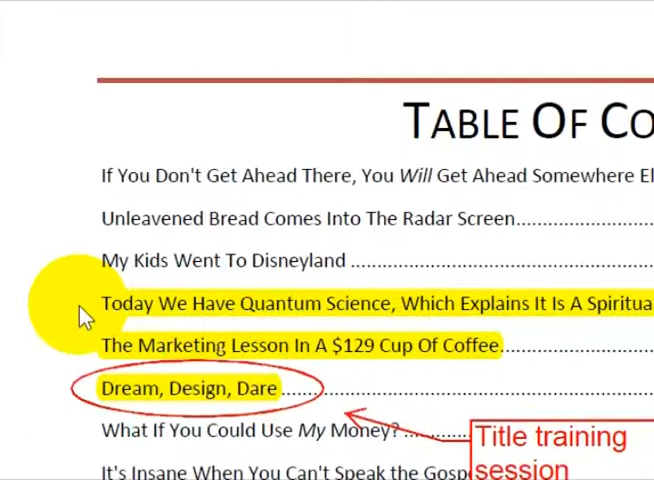 TABLE OF CO
If You Don't Get Ahead There, You Will Get Ahead Somewhere El
Unleavened Bread Comes Into The Radar Screen
My Kids Went To Disneyland
Today We Have Quantum Science, Which Explains It Is A Spiritua
The Marketing Lesson In A $129 Cup Of Coffee
Dream, Design, Dare
What If You Could Use My Money?
It's Insane When You Can't Speak the Gosp
Title training
session